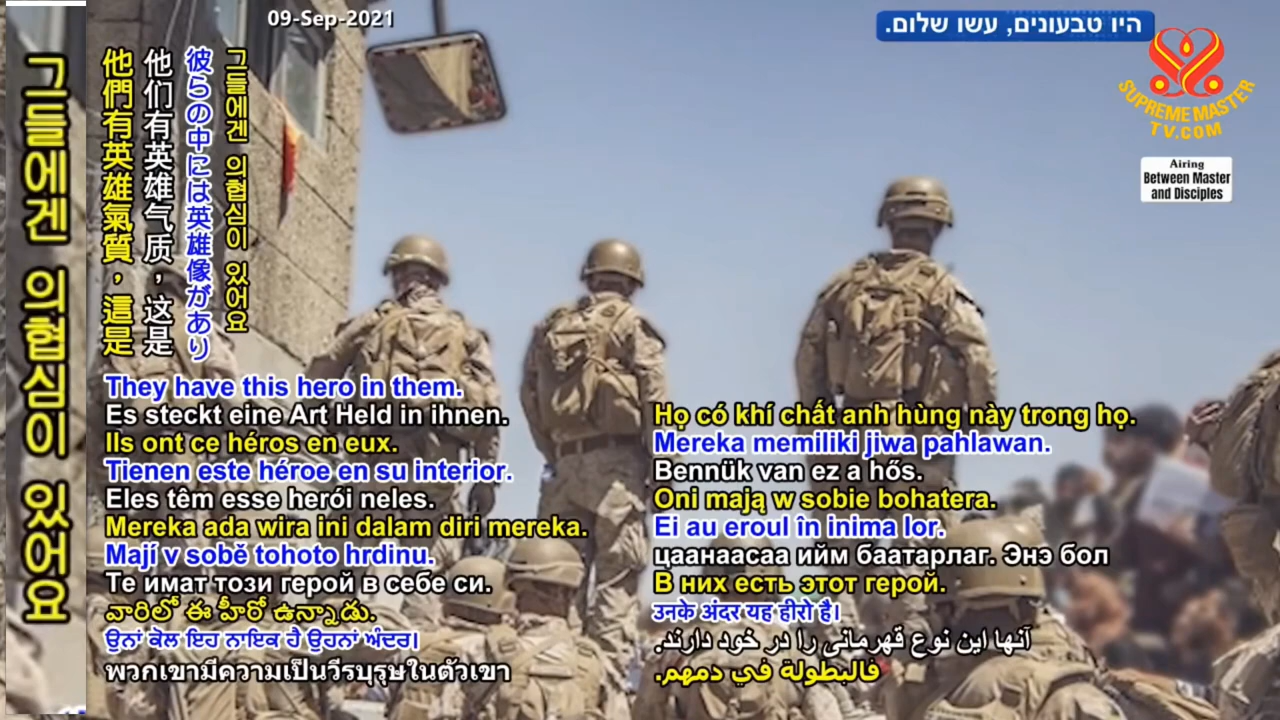 09-Sep-2021
היו טבעונים, עשו שלום.
SUPREME MASTER
TV.COM
Airing
Between Master
and Disciples
그들에겐 의협심이 있어요
他們有英雄氣質，這是
他们有英雄气质，这是
彼らの中には英雄像があり
그들에겐 의협심이 있어요
They have this hero in them.
Es steckt eine Art Held in ihnen.
Ils ont ce héros en eux.
Tienen este héroe en su interior.
Eles têm esse herói neles.
Mereka ada wira ini dalam diri mereka.
Mají v sobě tohoto hrdinu.
Те имат този герой в себе си.
వారిలో ఈ హీరో ఉన్నాడు.
ਉਨਾਂ ਕੋਲ ਇਹ ਨਾਇਕ ਹੈ ਉਹਨਾਂ ਅੰਦਰ।
พวกเขามีความเป็นวีรบุรุษในตัวเขา
Họ có khí chất anh hùng này trong họ.
Mereka memiliki jiwa pahlawan.
Bennük van ez a hős.
Oni mają w sobie bohatera.
Ei au eroul în inima lor.
цаанаасаа ийм баатарлаг. Энэ бол
В них есть этот герой.
उनके अंदर यह हीरो है।
آنها این نوع قهرمانی را در خود دارند.
فالبطولة في دمهم.